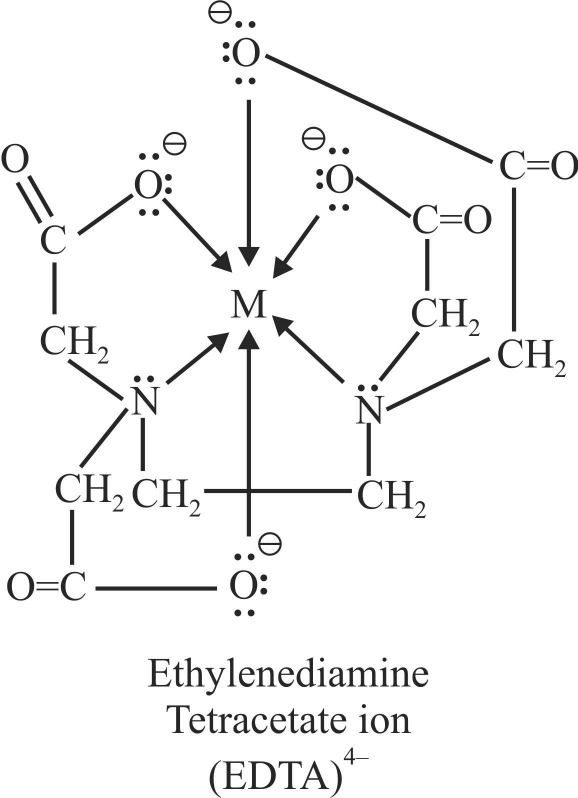 ⊖
O
O
⊖
O
⊖
O
C=O
C
C=O
M
CH₂
CH₂
CH₂
N
N
CH₂
CH₂
CH₂
O=C
O
⊖
Ethylenediamine
Tetracetate ion
(EDTA)⁴⁻